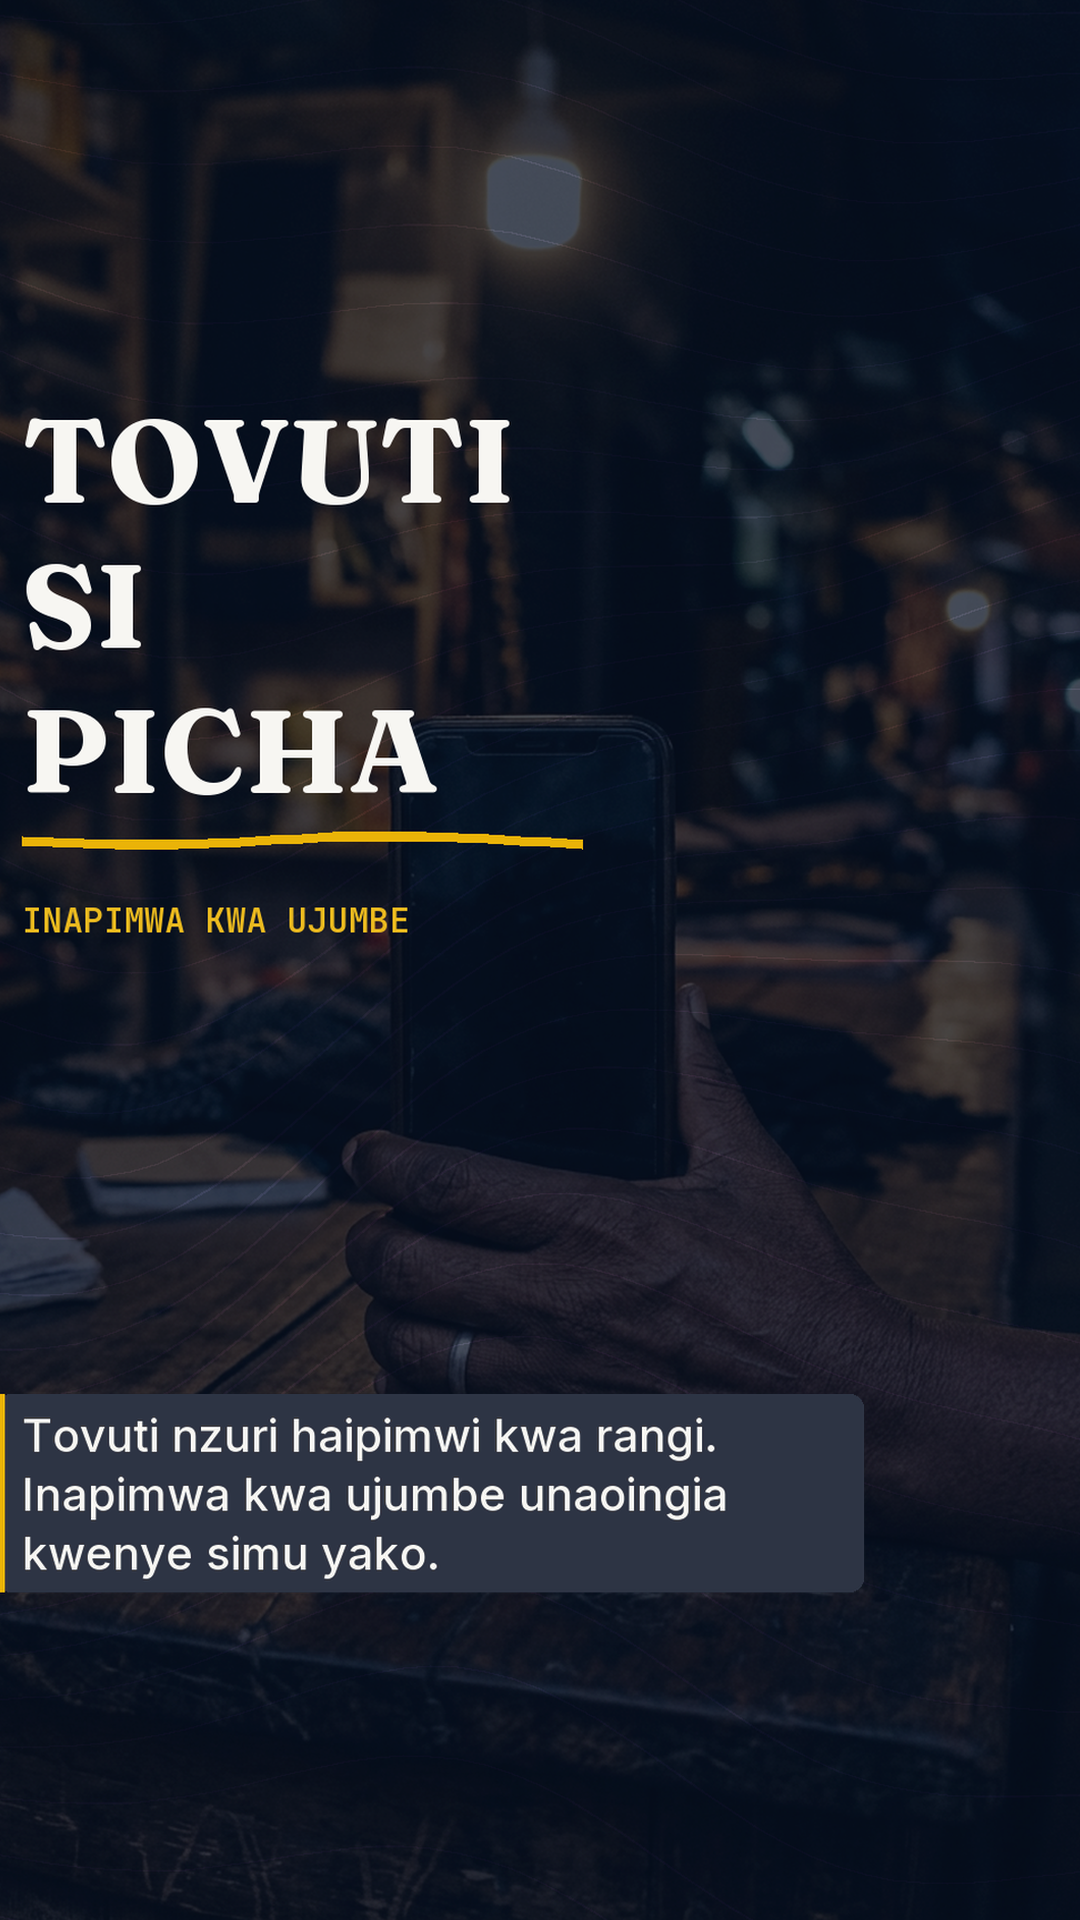 TOVUTI
SI
PICHA
INAPIMWA KWA UJUMBE
Tovuti nzuri haipimwi kwa rangi.
Inapimwa kwa ujumbe unaoingia
kwenye simu yako.